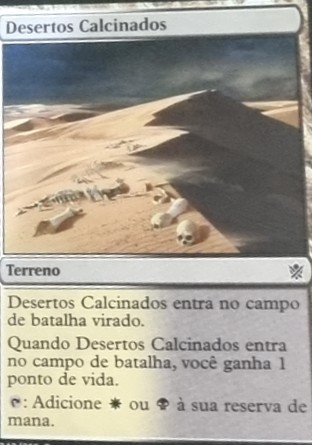 Desertos Calcinados
Terreno
Desertos Calcinados entra no campo
de batalha virado.
Quando Desertos Calcinados entra
no campo de batalha, você ganha 1
ponto de vida.
: Adicione ou à sua reserva de
mana.